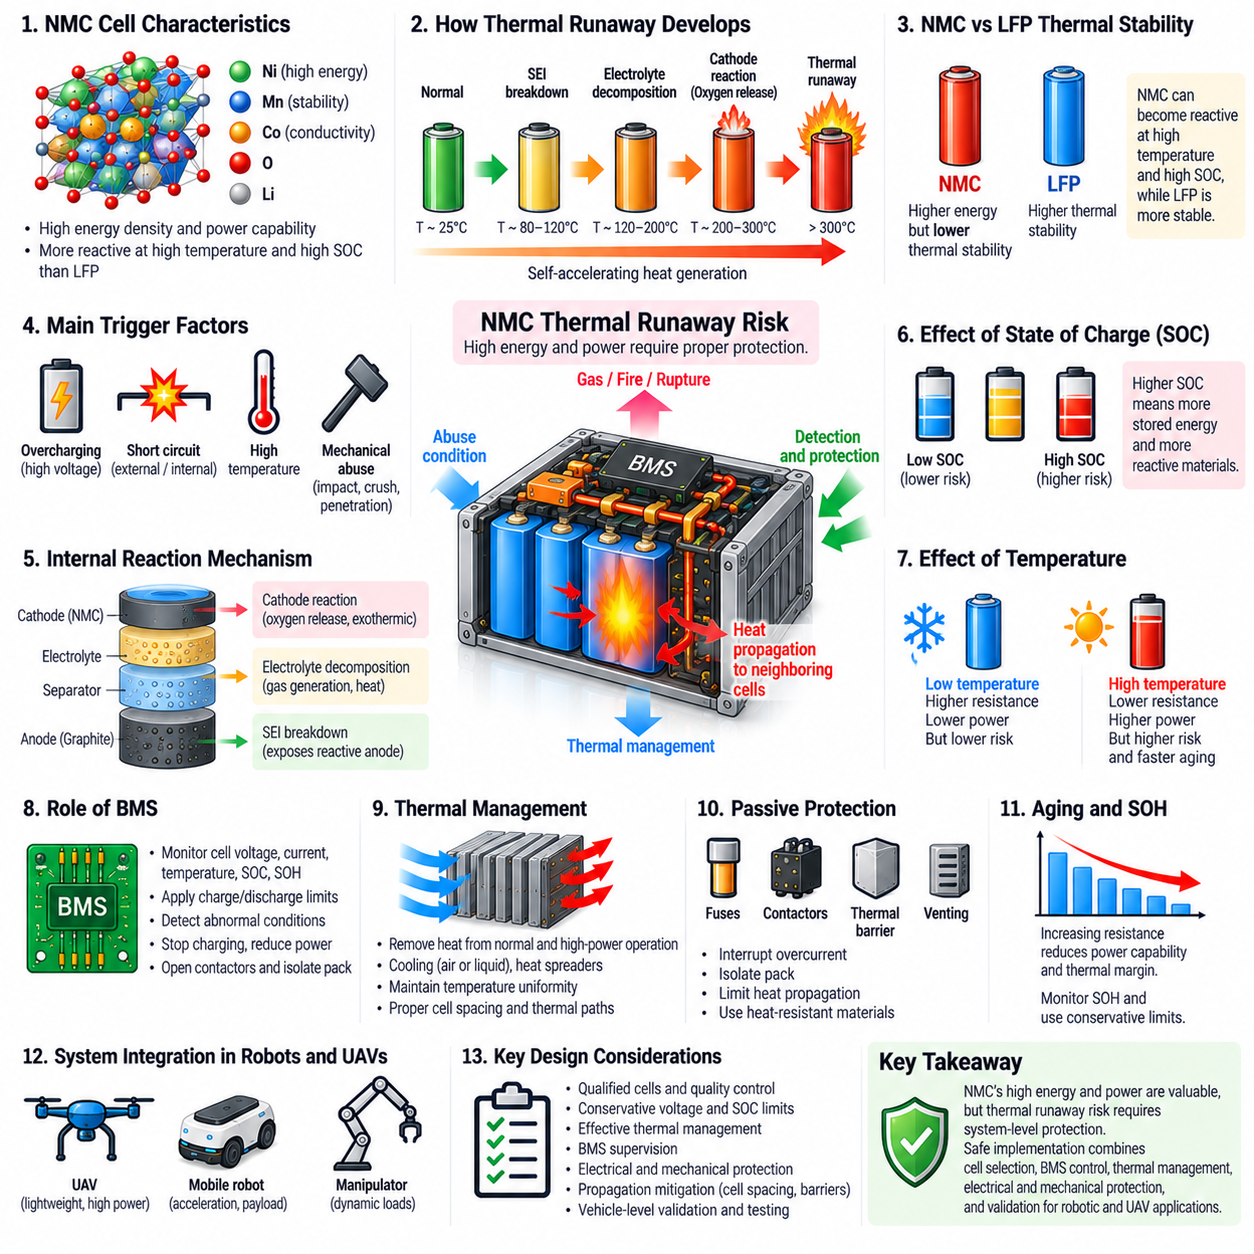 1. NMC Cell Characteristics
Ni (high energy)
Mn (stability)
Co (conductivity)
O
Li
• High energy density and power capability
• More reactive at high temperature and high SOC
than LFP
2. How Thermal Runaway Develops
Normal
SEI
breakdown
Electrolyte
decomposition
Cathode
reaction
(Oxygen release)
Thermal
runaway
T ~ 25°C
T ~ 80–120°C
T ~ 120–200°C
T ~ 200–300°C
> 300°C
Self-accelerating heat generation
3. NMC vs LFP Thermal Stability
NMC
Higher energy
but lower
thermal stability
LFP
Higher thermal
stability
NMC can
become reactive
at high
temperature
and high SOC,
while LFP is
more stable.
4. Main Trigger Factors
Overcharging
(high voltage)
Short circuit
(external / internal)
High
temperature
Mechanical
abuse
(impact, crush,
penetration)
NMC Thermal Runaway Risk
High energy and power require proper protection.
Gas / Fire / Rupture
Abuse
condition
Detection
and protection
BMS
Heat
propagation
to neighboring
cells
Thermal management
5. Internal Reaction Mechanism
Cathode (NMC)
Electrolyte
Separator
Anode (Graphite)
Cathode reaction
(oxygen release, exothermic)
Electrolyte decomposition
(gas generation, heat)
SEI breakdown
(exposes reactive anode)
6. Effect of State of Charge (SOC)
Low SOC
(lower risk)
High SOC
(higher risk)
Higher SOC
means more
stored energy
and more
reactive materials.
7. Effect of Temperature
Low temperature
Higher resistance
Lower power
But lower risk
High temperature
Lower resistance
Higher power
But higher risk
and faster aging
8. Role of BMS
BMS
• Monitor cell voltage, current,
temperature, SOC, SOH
• Apply charge/discharge limits
• Detect abnormal conditions
• Stop charging, reduce power
• Open contactors and isolate pack
9. Thermal Management
• Remove heat from normal and high-power operation
• Cooling (air or liquid), heat spreaders
• Maintain temperature uniformity
• Proper cell spacing and thermal paths
10. Passive Protection
Fuses
Contactors
Thermal
barrier
Venting
• Interrupt overcurrent
• Isolate pack
• Limit heat propagation
• Use heat-resistant materials
11. Aging and SOH
Increasing resistance
reduces power capability
and thermal margin.
Monitor SOH and
use conservative limits.
12. System Integration in Robots and UAVs
UAV
(lightweight, high power)
Mobile robot
(acceleration, payload)
Manipulator
(dynamic loads)
13. Key Design Considerations
• Qualified cells and quality control
• Conservative voltage and SOC limits
• Effective thermal management
• BMS supervision
• Electrical and mechanical protection
• Propagation mitigation (cell spacing, barriers)
• Vehicle-level validation and testing
Key Takeaway
NMC's high energy and power are valuable,
but thermal runaway risk requires
system-level protection.
Safe implementation combines
cell selection, BMS control, thermal management,
electrical and mechanical protection,
and validation for robotic and UAV applications.